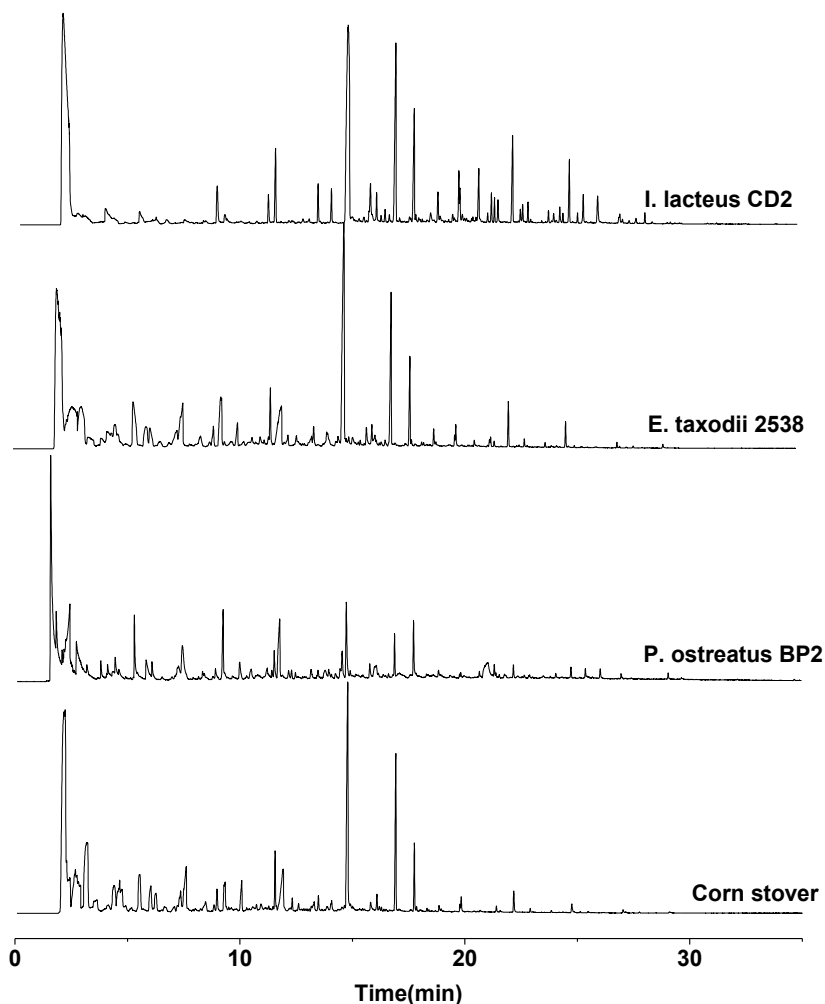 I. lacteus CD2
E. taxodii 2538
P. ostreatus BP2
Corn stover
0 10 20 30
Time(min)